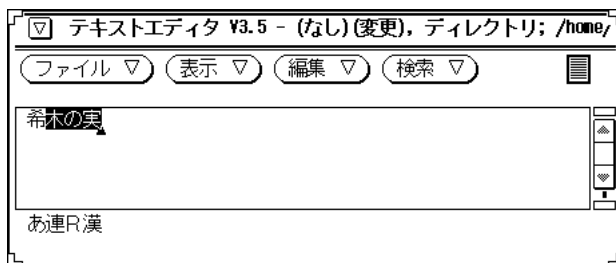 テキストエディタ V3.5 - (なし)(変更), ディレクトリ; /home/
ファイル ▽ 表示 ▽ 編集 ▽ 検索 ▽
希木の実
あ連R漢